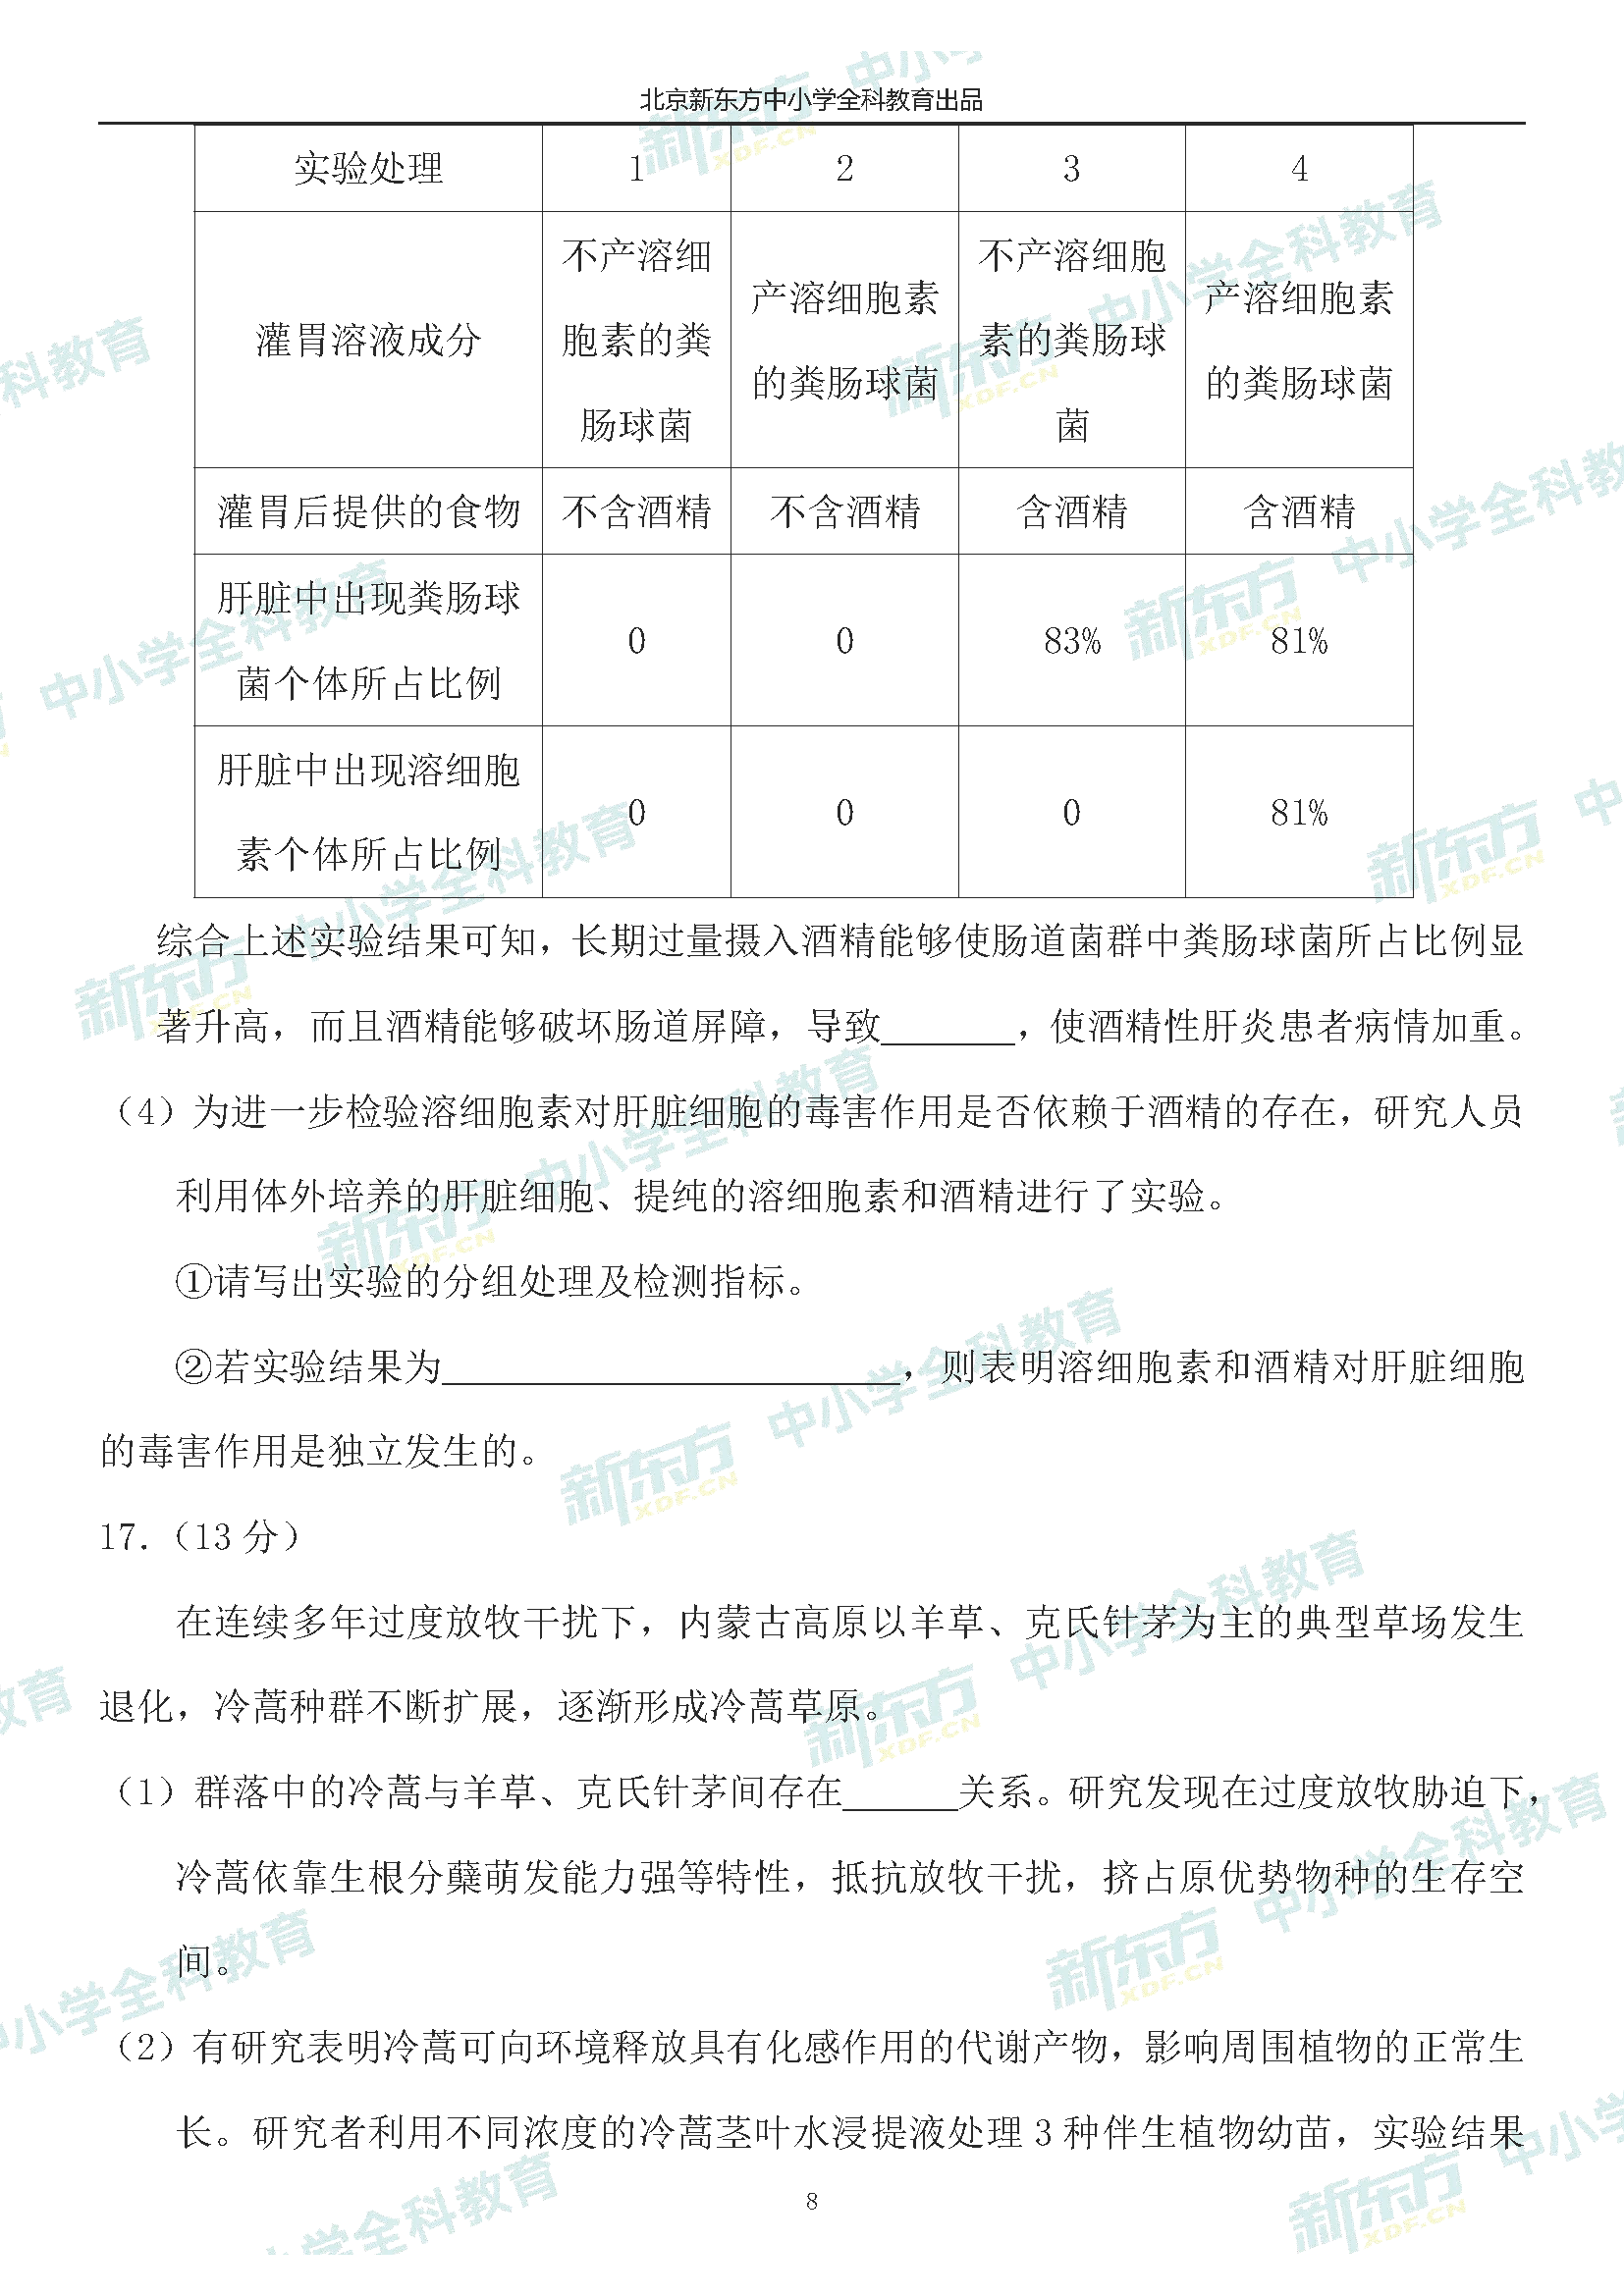 北京新东方中小学全科教育出品
实验处理 1 2 3 4
灌胃溶液成分 不产溶细胞素的粪肠球菌 产溶细胞素的粪肠球菌 不产溶细胞素的粪肠球菌 产溶细胞素的粪肠球菌
灌胃后提供的食物 不含酒精 不含酒精 含酒精 含酒精
肝脏中出现粪肠球菌个体所占比例 0 0 83% 81%
肝脏中出现溶细胞素个体所占比例 0 0 0 81%
综合上述实验结果可知，长期过量摄入酒精能够使肠道菌群中粪肠球菌所占比例显
著升高，而且酒精能够破坏肠道屏障，导致_______，使酒精性肝炎患者病情加重。
（4）为进一步检验溶细胞素对肝脏细胞的毒害作用是否依赖于酒精的存在，研究人员
利用体外培养的肝脏细胞、提纯的溶细胞素和酒精进行了实验。
①请写出实验的分组处理及检测指标。
②若实验结果为________________________，则表明溶细胞素和酒精对肝脏细胞
的毒害作用是独立发生的。
17.（13 分）
在连续多年过度放牧干扰下，内蒙古高原以羊草、克氏针茅为主的典型草场发生
退化，冷蒿种群不断扩展，逐渐形成冷蒿草原。
（1）群落中的冷蒿与羊草、克氏针茅间存在______关系。研究发现在过度放牧胁迫下，
冷蒿依靠生根分蘖萌发能力强等特性，抵抗放牧干扰，挤占原优势物种的生存空
间。
（2）有研究表明冷蒿可向环境释放具有化感作用的代谢产物，影响周围植物的正常生
长。研究者利用不同浓度的冷蒿茎叶水浸提液处理 3 种伴生植物幼苗，实验结果
8
新东方 XDF.CN 中小学全科教育